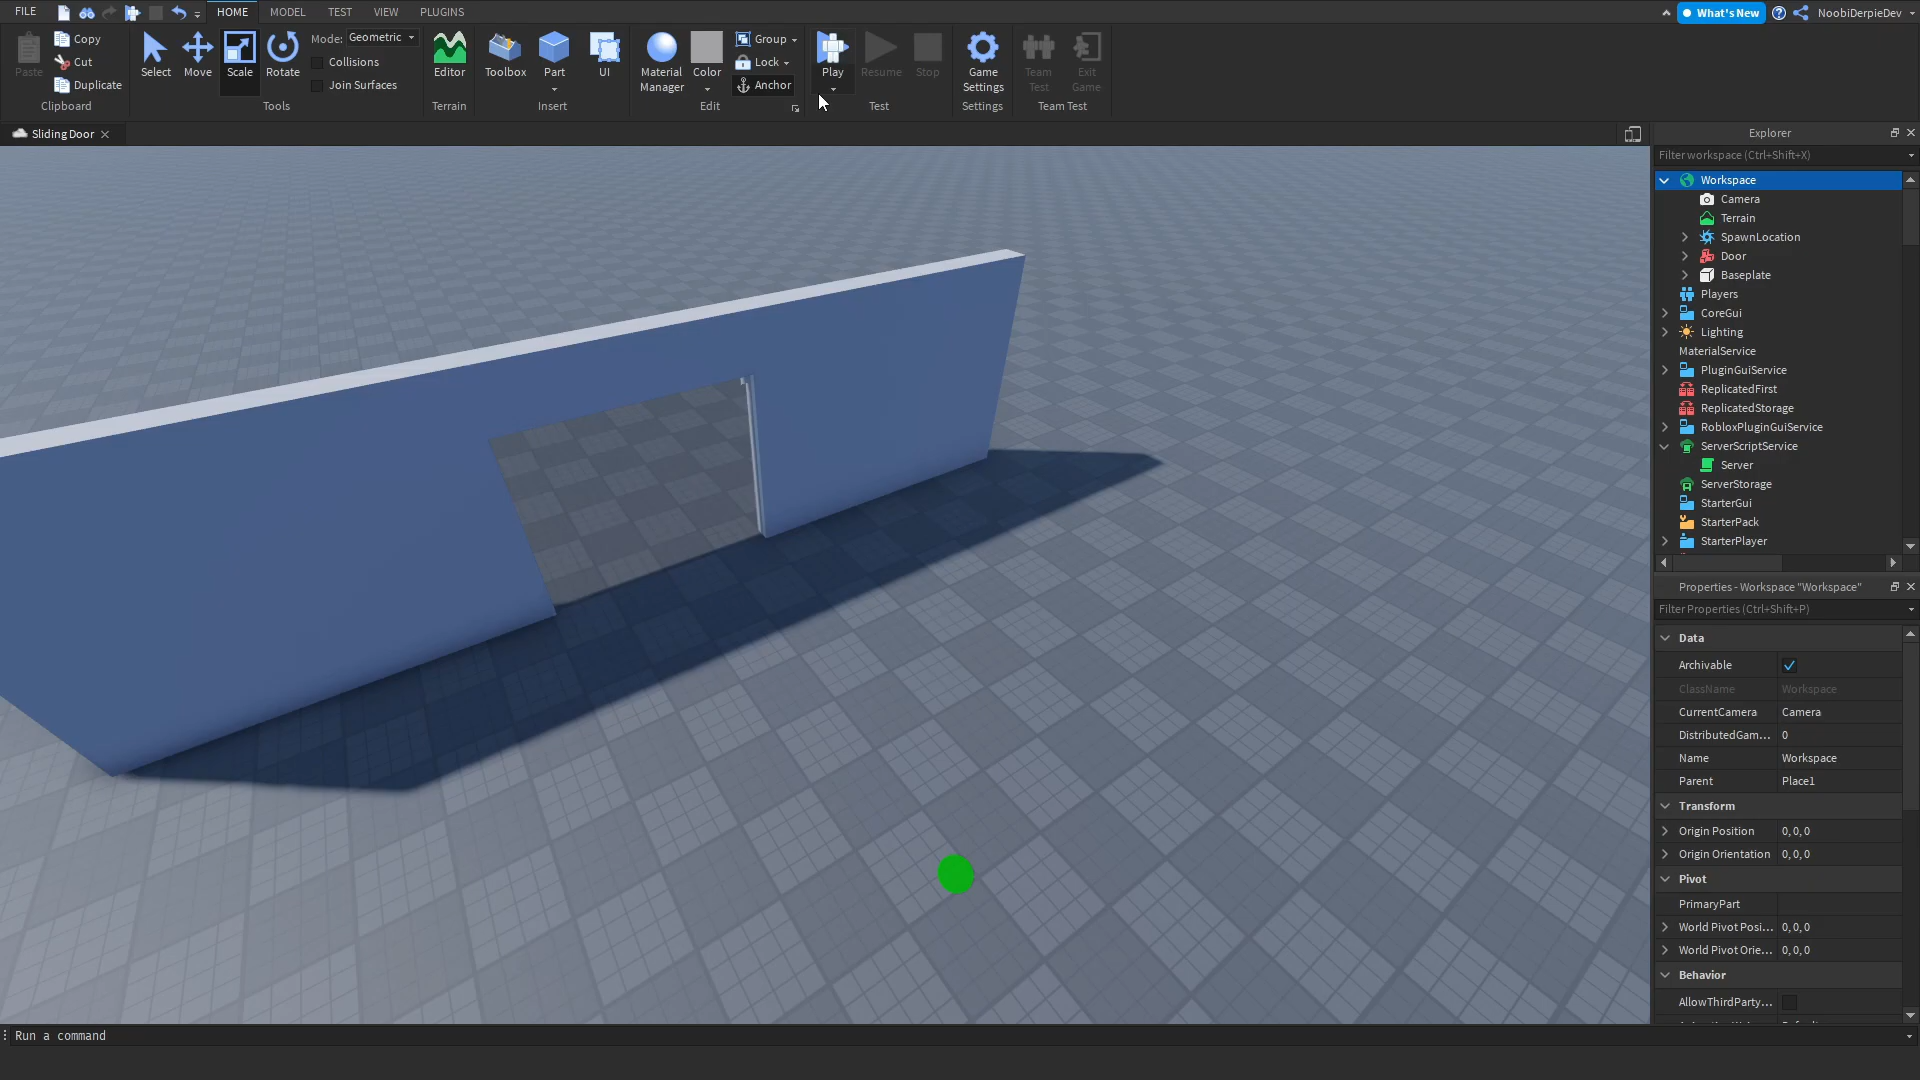 FILE
HOME
MODEL
TEST
VIEW
PLUGINS
What's New
NoobiDerpieDev
Paste
Copy
Cut
Duplicate
Clipboard
Select
Move
Scale
Rotate
Mode: Geometric
Collisions
Join Surfaces
Tools
Editor
Terrain
Toolbox
Part
UI
Insert
Material
Manager
Color
Group
Lock
Anchor
Edit
Play
Resume
Stop
Test
Game
Settings
Settings
Team
Test
Exit
Game
Team Test
Sliding Door
Explorer
Filter workspace (Ctrl+Shift+X)
Workspace
Camera
Terrain
SpawnLocation
Door
Baseplate
Players
CoreGui
Lighting
MaterialService
PluginGuiService
ReplicatedFirst
ReplicatedStorage
RobloxPluginGuiService
ServerScriptService
Server
ServerStorage
StarterGui
StarterPack
StarterPlayer
Properties - Workspace "Workspace"
Filter Properties (Ctrl+Shift+P)
Data
Archivable
ClassName Workspace
CurrentCamera Camera
DistributedGam... 0
Name Workspace
Parent Place1
Transform
Origin Position 0, 0, 0
Origin Orientation 0, 0, 0
Pivot
PrimaryPart
World Pivot Posi... 0, 0, 0
World Pivot Orie... 0, 0, 0
Behavior
AllowThirdParty...
Run a command